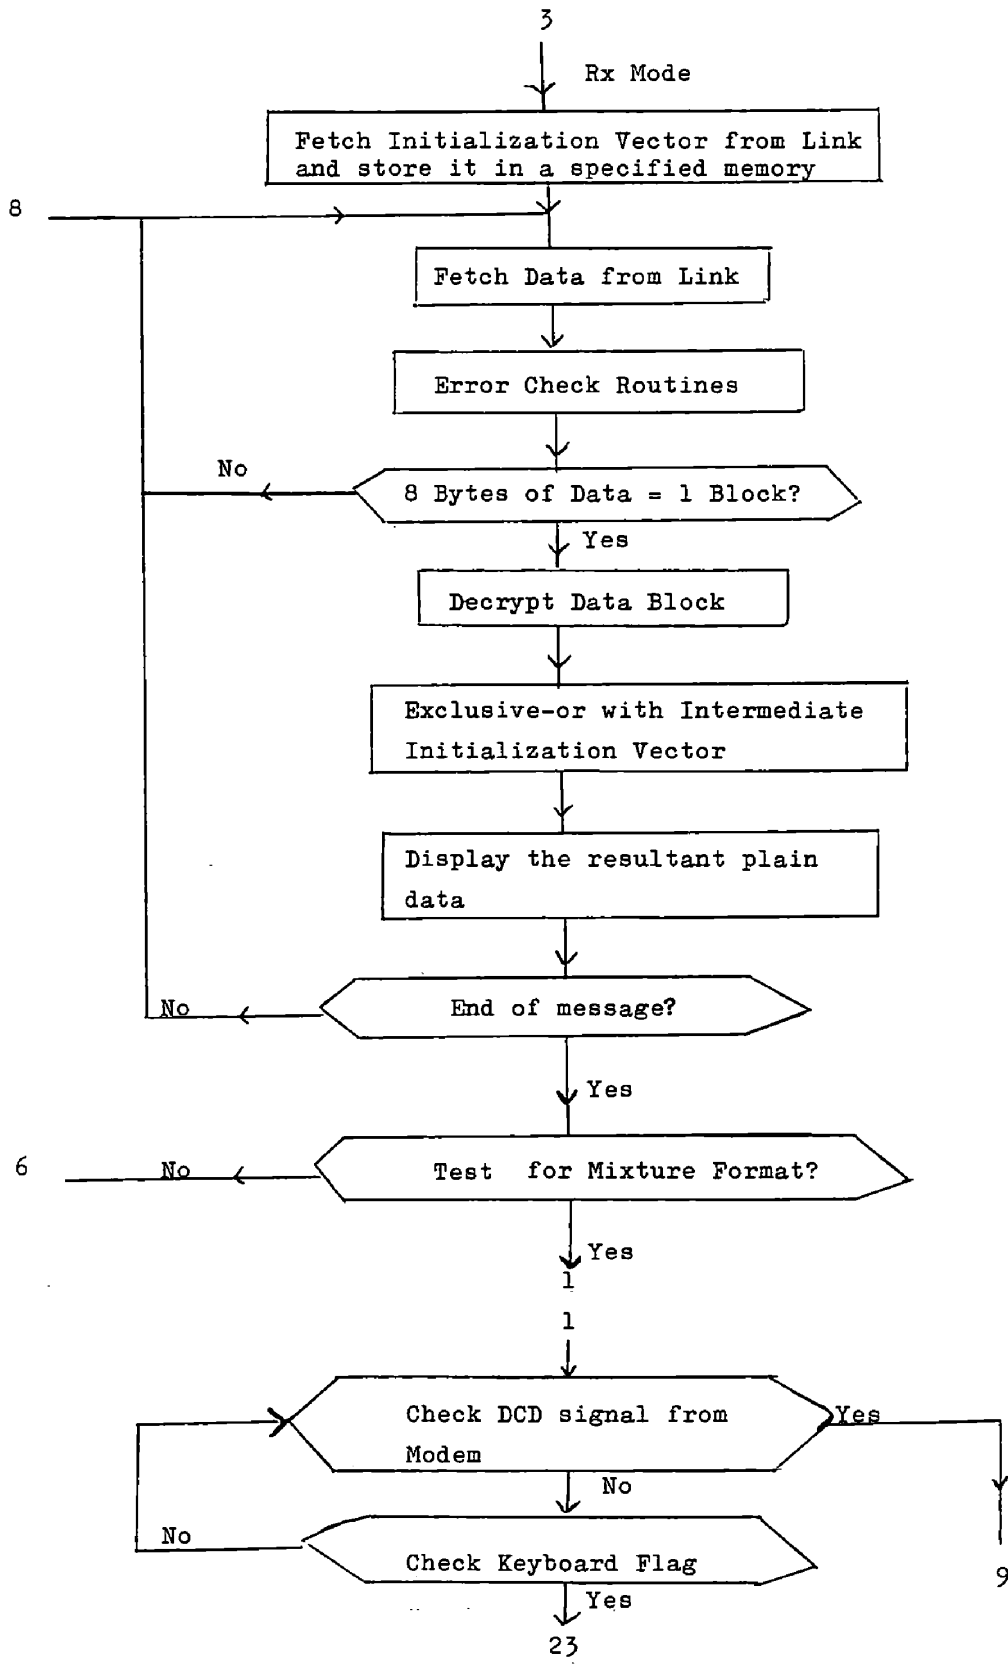 3
Rx Mode
Fetch Initialization Vector from Link
and store it in a specified memory
8
Fetch Data from Link
Error Check Routines
No
8 Bytes of Data = 1 Block?
Yes
Decrypt Data Block
Exclusive-or with Intermediate
Initialization Vector
Display the resultant plain
data
No
End of message?
Yes
6
No
Test for Mixture Format?
Yes
1
1
Check DCD signal from
Modem
Yes
No
No
Check Keyboard Flag
9
Yes
23